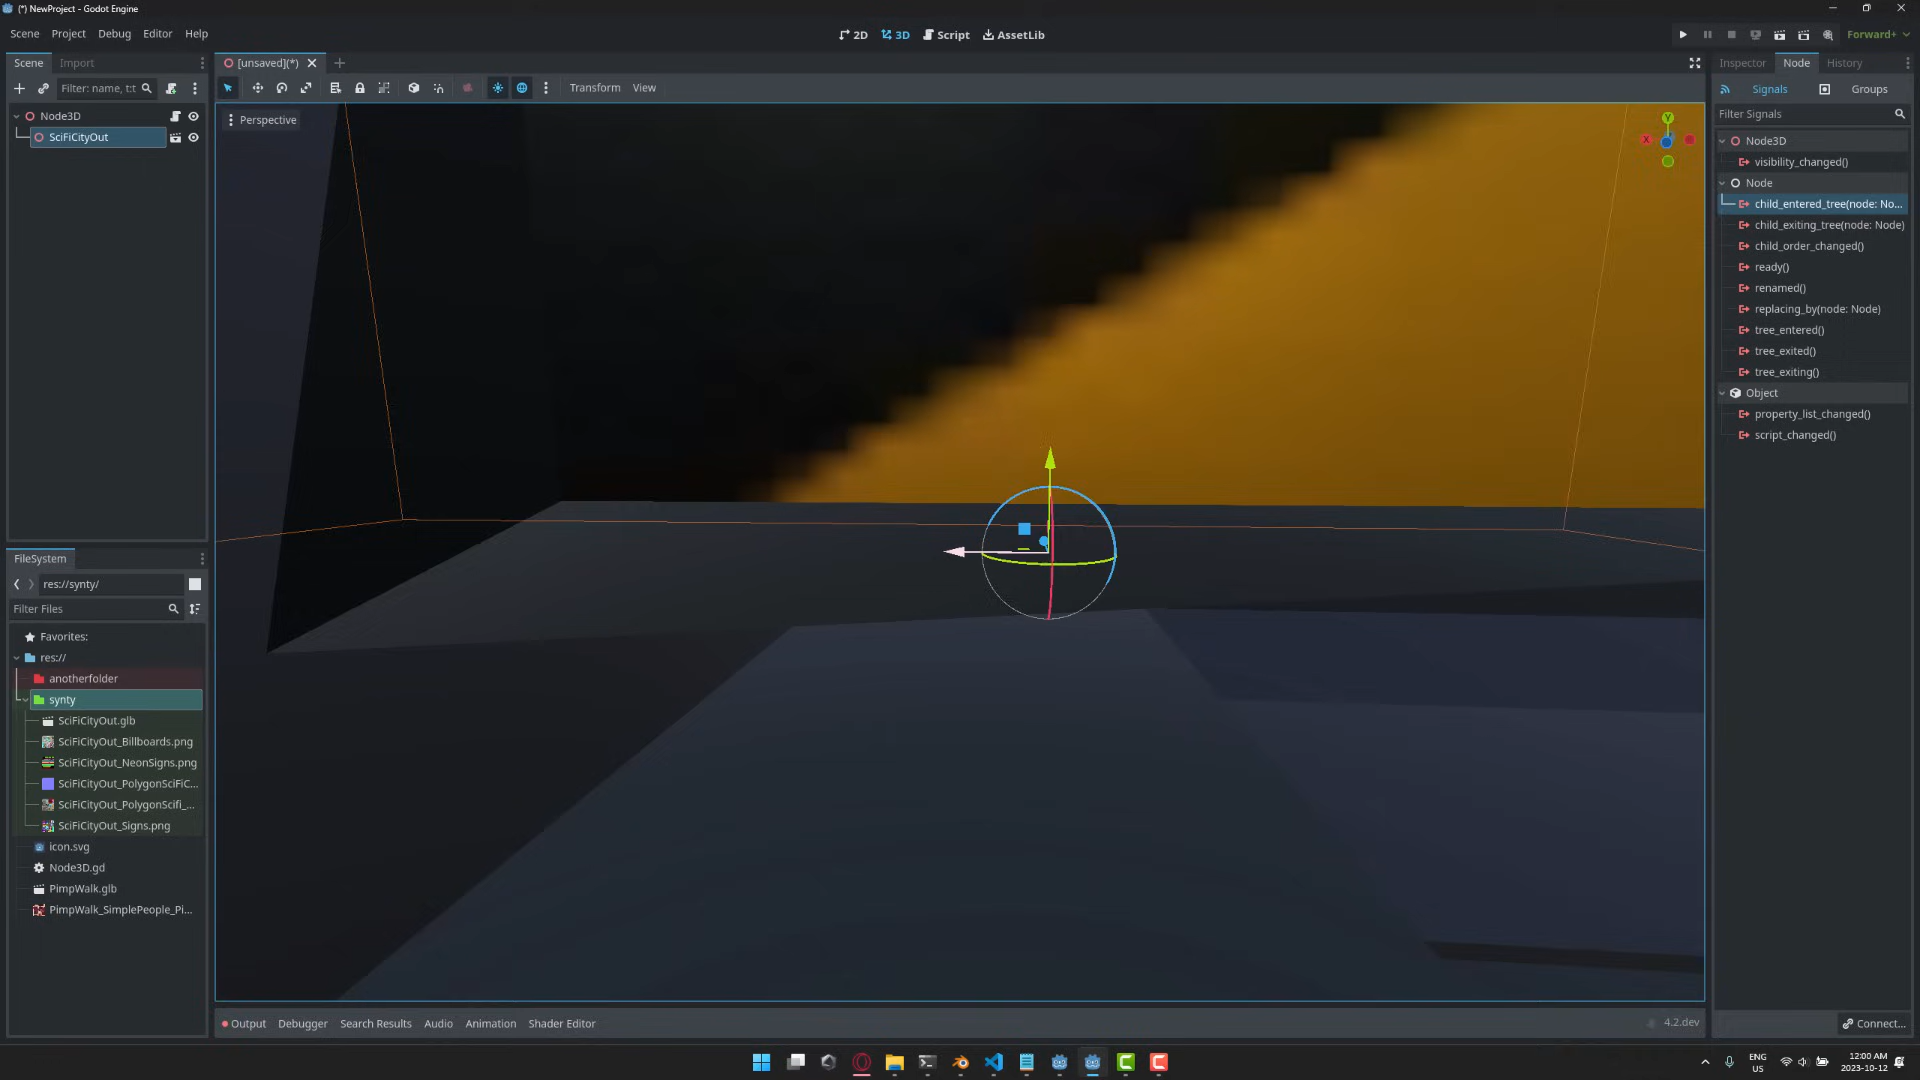 (*) NewProject - Godot Engine
Scene Project Debug Editor Help
2D 3D Script AssetLib
Forward+
Scene Import
[unsaved](*)
Inspector Node History
Filter: name, t:t
Transform View
Signals Groups
Node3D
SciFiCityOut
Perspective
Y
X
Filter Signals
Node3D
visibility_changed()
Node
child_entered_tree(node: No...
child_exiting_tree(node: Node)
child_order_changed()
ready()
renamed()
replacing_by(node: Node)
tree_entered()
tree_exited()
tree_exiting()
Object
property_list_changed()
script_changed()
FileSystem
res://synty/
Filter Files
Favorites:
res://
anotherfolder
synty
SciFiCityOut.glb
SciFiCityOut_Billboards.png
SciFiCityOut_NeonSigns.png
SciFiCityOut_PolygonSciFiC...
SciFiCityOut_PolygonScifi_...
SciFiCityOut_Signs.png
icon.svg
Node3D.gd
PimpWalk.glb
PimpWalk_SimplePeople_Pi...
Output Debugger Search Results Audio Animation Shader Editor
4.2.dev
Connect...
ENG
US
12:00 AM
2023-10-12